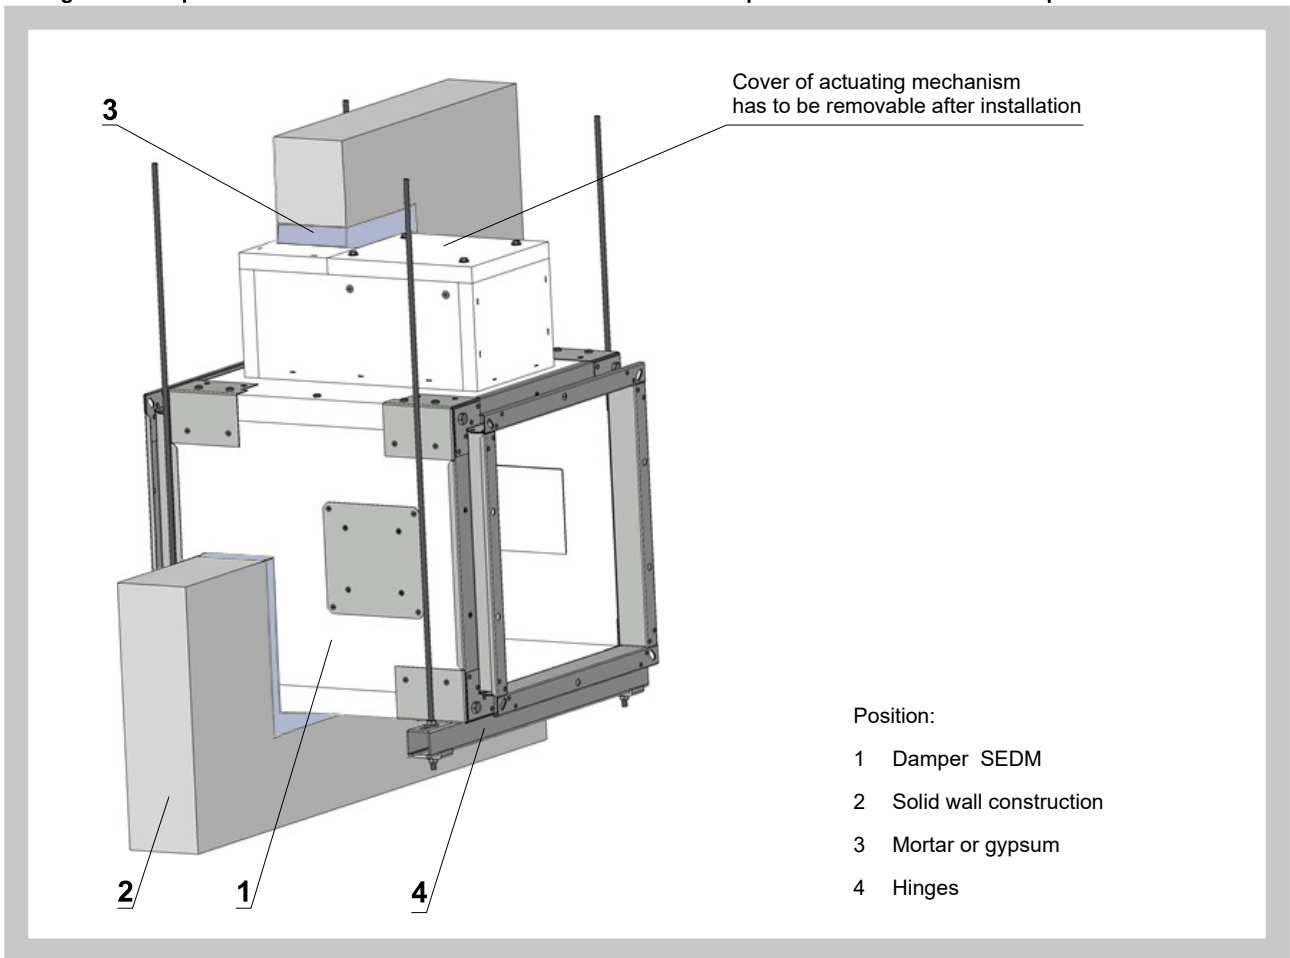 3
Cover of actuating mechanism
has to be removable after installation
Position:
1 Damper SEDM
2 Solid wall construction
3 Mortar or gypsum
4 Hinges
2
1
4